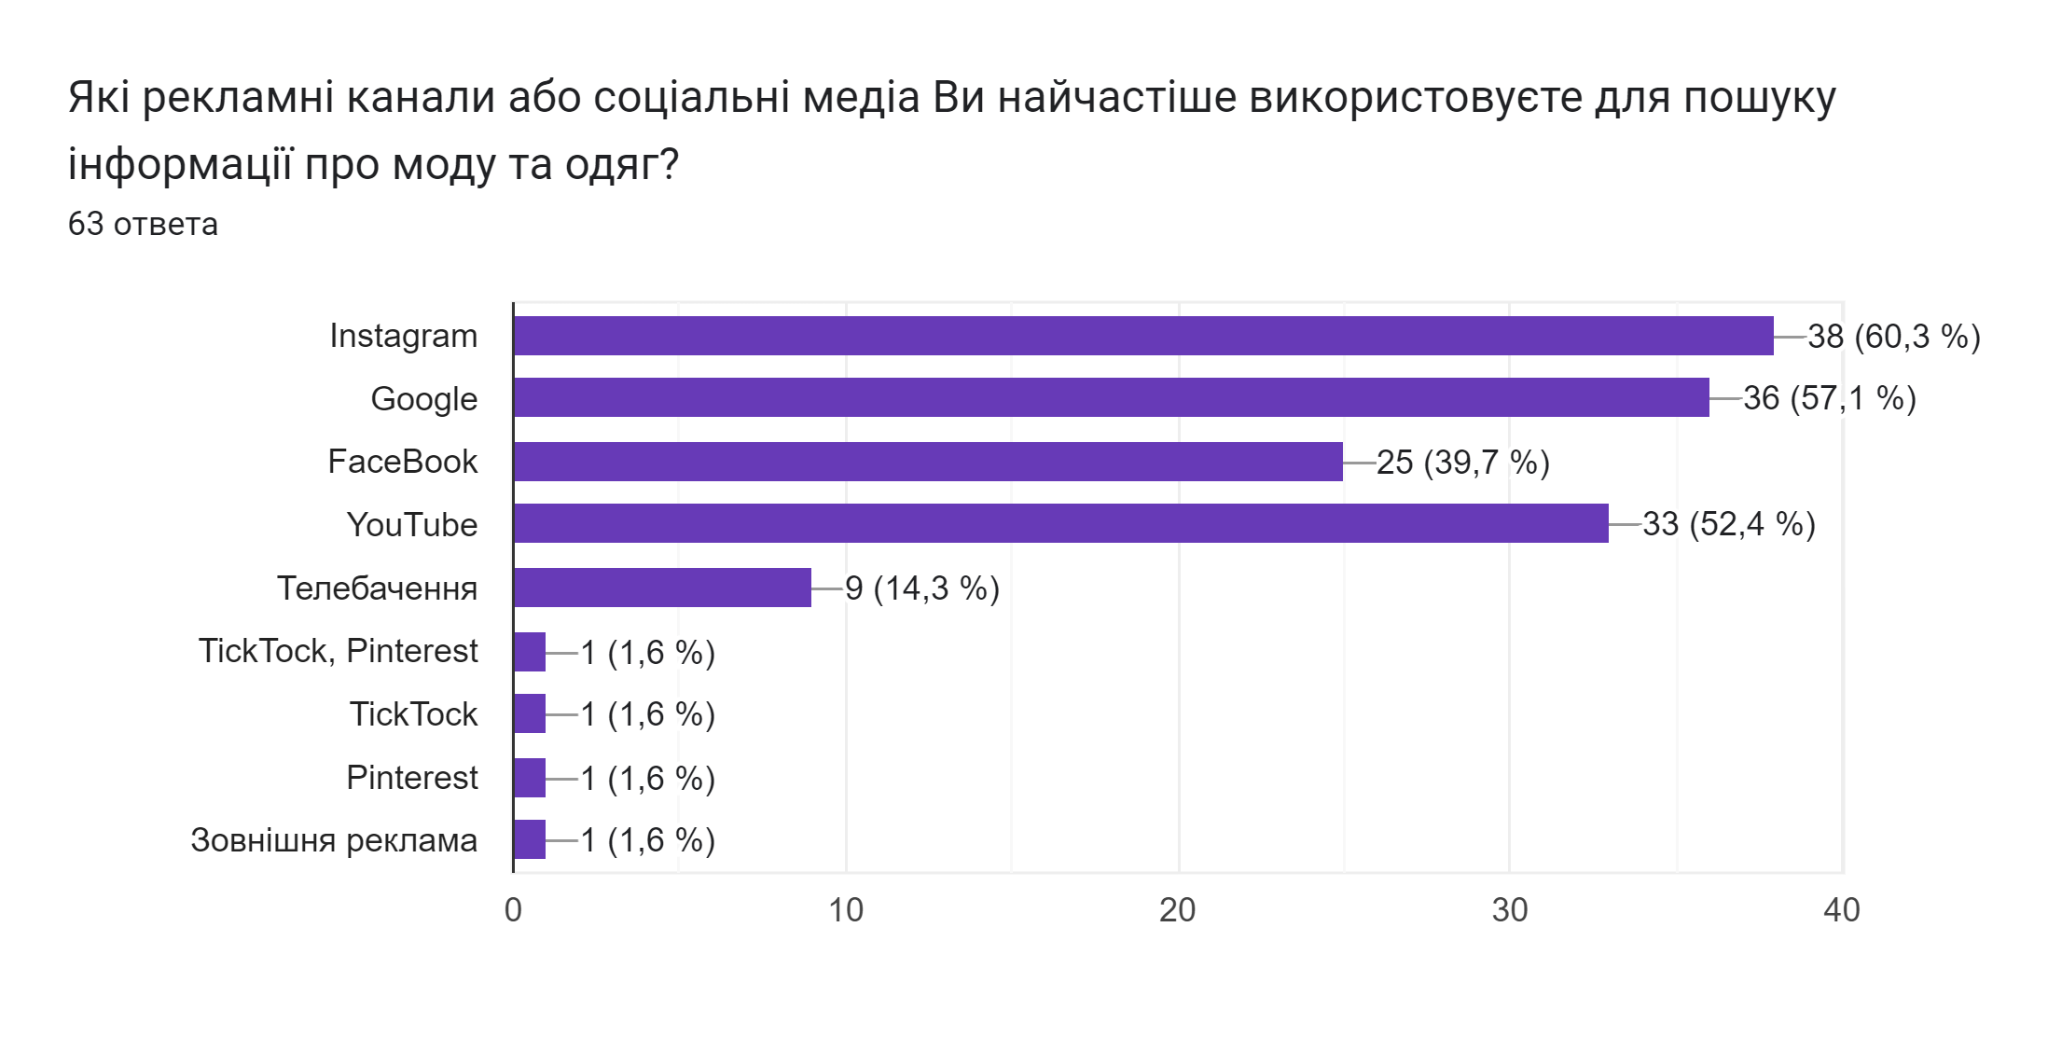 Які рекламні канали або соціальні медіа Ви найчастіше використовуєте для пошуку
інформації про моду та одяг?
63 ответа
Instagram 38 (60,3 %)
Google 36 (57,1 %)
FaceBook 25 (39,7 %)
YouTube 33 (52,4 %)
Телебачення 9 (14,3 %)
TickTock, Pinterest 1 (1,6 %)
TickTock 1 (1,6 %)
Pinterest 1 (1,6 %)
Зовнішня реклама 1 (1,6 %)
0 10 20 30 40